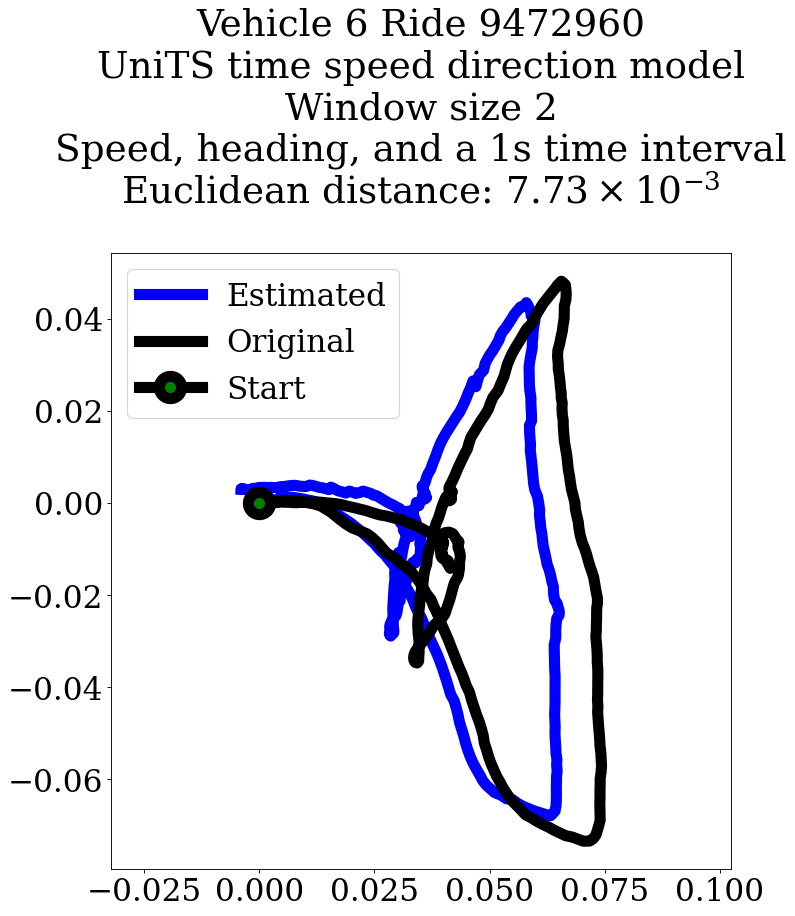 Vehicle 6 Ride 9472960
UniTS time speed direction model
Window size 2
Speed, heading, and a 1s time interval
Euclidean distance: 7.73 × 10⁻³
Estimated
Original
Start
0.04
0.02
0.00
−0.02
−0.04
−0.06
−0.025 0.000 0.025 0.050 0.075 0.100